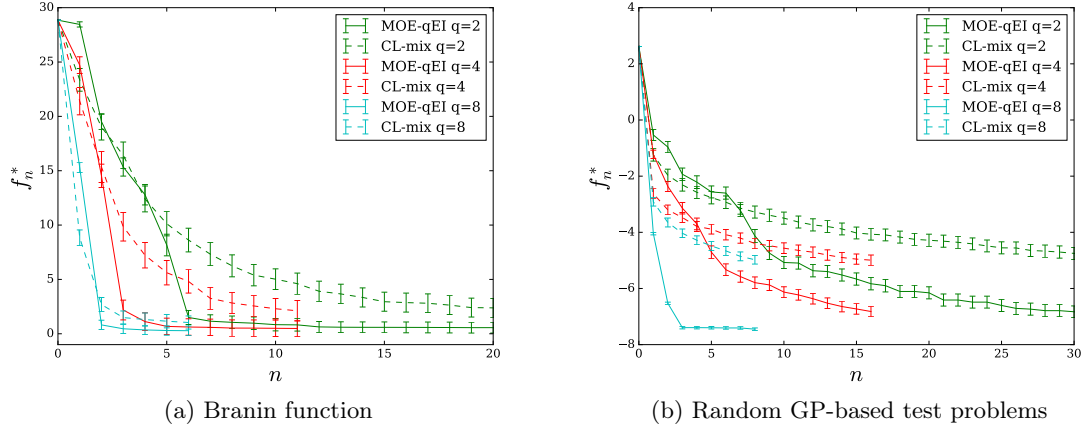 30
25
20
15
10
5
0
0
5
10
15
20
f*n
n
MOE-qEI q=2
CL-mix q=2
MOE-qEI q=4
CL-mix q=4
MOE-qEI q=8
CL-mix q=8
(a) Branin function
4
2
0
−2
−4
−6
−8
0
5
10
15
20
25
30
f*n
n
MOE-qEI q=2
CL-mix q=2
MOE-qEI q=4
CL-mix q=4
MOE-qEI q=8
CL-mix q=8
(b) Random GP-based test problems